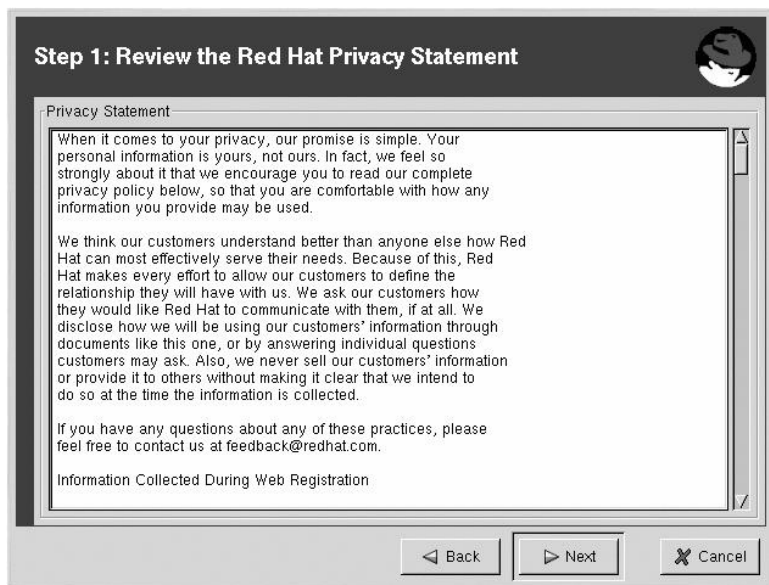 Step 1: Review the Red Hat Privacy Statement
Privacy Statement
When it comes to your privacy, our promise is simple. Your
personal information is yours, not ours. In fact, we feel so
strongly about it that we encourage you to read our complete
privacy policy below, so that you are comfortable with how any
information you provide may be used.
We think our customers understand better than anyone else how Red
Hat can most effectively serve their needs. Because of this, Red
Hat makes every effort to allow our customers to define the
relationship they will have with us. We ask our customers how
they would like Red Hat to communicate with them, if at all. We
disclose how we will be using our customers' information through
documents like this one, or by answering individual questions
customers may ask. Also, we never sell our customers' information
or provide it to others without making it clear that we intend to
do so at the time the information is collected.
If you have any questions about any of these practices, please
feel free to contact us at feedback@redhat.com.
Information Collected During Web Registration
Back Next Cancel